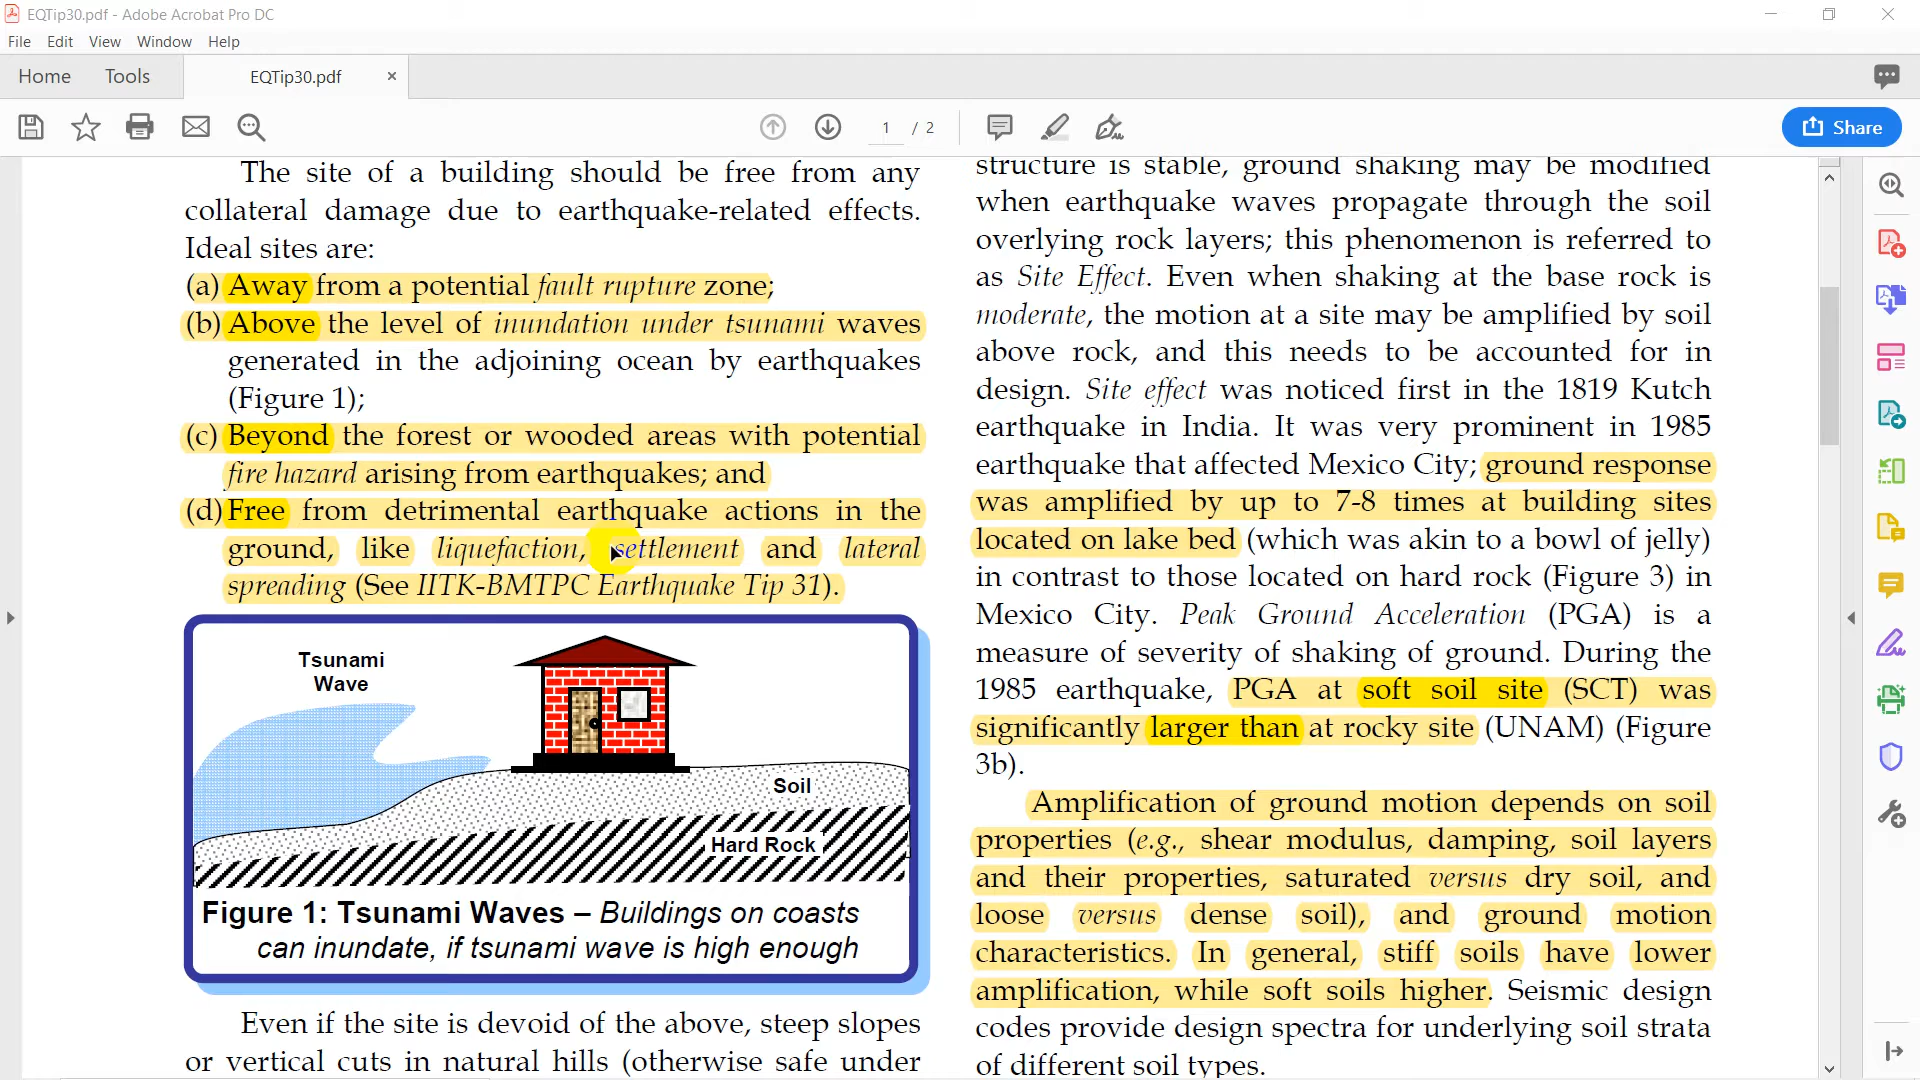 EQTip30.pdf - Adobe Acrobat Pro DC
File Edit View Window Help
Home Tools EQTip30.pdf ×
1 / 2
Share
The site of a building should be free from any
collateral damage due to earthquake-related effects.
Ideal sites are:
(a) Away from a potential fault rupture zone;
(b) Above the level of inundation under tsunami waves
generated in the adjoining ocean by earthquakes
(Figure 1);
(c) Beyond the forest or wooded areas with potential
fire hazard arising from earthquakes; and
(d) Free from detrimental earthquake actions in the
ground, like liquefaction, settlement and lateral
spreading (See IITK-BMTPC Earthquake Tip 31).
Tsunami
Wave
Soil
Hard Rock
Figure 1: Tsunami Waves – Buildings on coasts
can inundate, if tsunami wave is high enough
Even if the site is devoid of the above, steep slopes
or vertical cuts in natural hills (otherwise safe under
structure is stable, ground shaking may be modified
when earthquake waves propagate through the soil
overlying rock layers; this phenomenon is referred to
as Site Effect. Even when shaking at the base rock is
moderate, the motion at a site may be amplified by soil
above rock, and this needs to be accounted for in
design. Site effect was noticed first in the 1819 Kutch
earthquake in India. It was very prominent in 1985
earthquake that affected Mexico City; ground response
was amplified by up to 7-8 times at building sites
located on lake bed (which was akin to a bowl of jelly)
in contrast to those located on hard rock (Figure 3) in
Mexico City. Peak Ground Acceleration (PGA) is a
measure of severity of shaking of ground. During the
1985 earthquake, PGA at soft soil site (SCT) was
significantly larger than at rocky site (UNAM) (Figure
3b).
Amplification of ground motion depends on soil
properties (e.g., shear modulus, damping, soil layers
and their properties, saturated versus dry soil, and
loose versus dense soil), and ground motion
characteristics. In general, stiff soils have lower
amplification, while soft soils higher. Seismic design
codes provide design spectra for underlying soil strata
of different soil types.